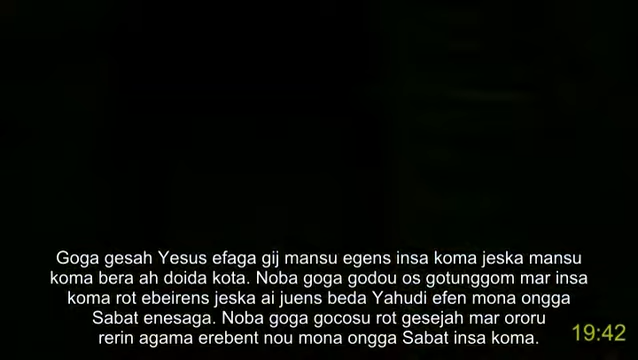 Goga gesah Yesus efaga gij mansu egens insa koma jeska mansu
koma bera ah doida kota. Noba goga godou os gotunggom mar insa
koma rot ebeirens jeska ai juens beda Yahudi efen mona ongga
Sabat enesaga. Noba goga gocosu rot gesejah mar ororu
rerin agama erebent nou mona ongga Sabat insa koma.
19:42